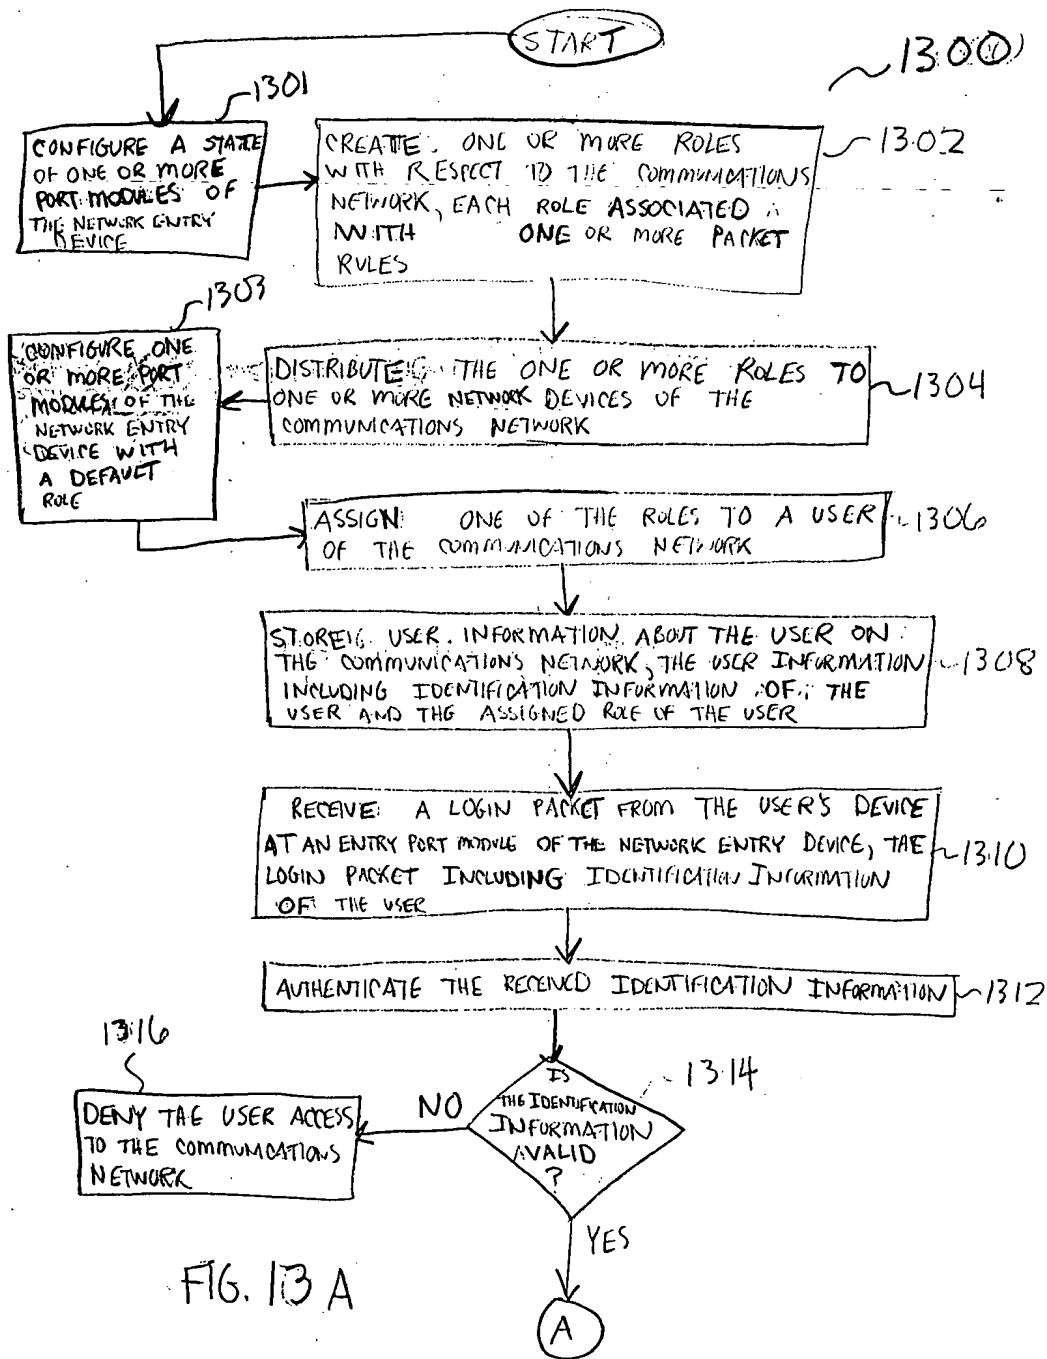 START
1300
1301
CONFIGURE A STATE
OF ONE OR MORE
PORT MODULES OF
THE NETWORK ENTRY
DEVICE
CREATE ONE OR MORE ROLES
WITH RESPECT TO THE COMMUNICATIONS
NETWORK, EACH ROLE ASSOCIATED
WITH ONE OR MORE PACKET
RULES
1302
1303
CONFIGURE ONE
OR MORE PORT
MODULES OF THE
NETWORK ENTRY
DEVICE WITH
A DEFAULT
ROLE
DISTRIBUTE THE ONE OR MORE ROLES TO
ONE OR MORE NETWORK DEVICES OF THE
COMMUNICATIONS NETWORK
1304
ASSIGN ONE OF THE ROLES TO A USER
OF THE COMMUNICATIONS NETWORK
1306
STORE USER INFORMATION ABOUT THE USER ON
THE COMMUNICATIONS NETWORK, THE USER INFORMATION
INCLUDING IDENTIFICATION INFORMATION OF THE
USER AND THE ASSIGNED ROLE OF THE USER
1308
RECEIVE A LOGIN PACKET FROM THE USER'S DEVICE
AT AN ENTRY PORT MODULE OF THE NETWORK ENTRY DEVICE, THE
LOGIN PACKET INCLUDING IDENTIFICATION INFORMATION
OF THE USER
1310
AUTHENTICATE THE RECEIVED IDENTIFICATION INFORMATION
1312
1316
DENY THE USER ACCESS
TO THE COMMUNICATIONS
NETWORK
NO
IS
THE IDENTIFICATION
INFORMATION
VALID
?
1314
YES
FIG. 13A
A